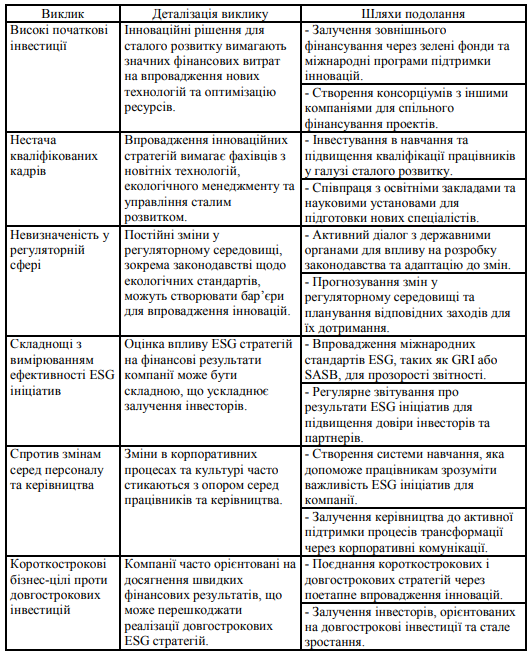 Виклик
Деталізація виклику
Шляхи подолання
Високі початкові
інвестиції
Інноваційні рішення для
сталого розвитку вимагають
значних фінансових витрат
на впровадження нових
технологій та оптимізацію
ресурсів.
- Залучення зовнішнього
фінансування через зелені фонди та
міжнародні програми підтримки
інновацій.
- Створення консорціумів з іншими
компаніями для спільного
фінансування проектів.
Нестача
кваліфікованих
кадрів
Впровадження інноваційних
стратегій вимагає фахівців з
новітніх технологій,
екологічного менеджменту та
управління сталим
розвитком.
- Інвестування в навчання та
підвищення кваліфікації працівників
у галузі сталого розвитку.
- Співпраця з освітніми закладами та
науковими установами для
підготовки нових спеціалістів.
Невизначеність у
регуляторній
сфері
Постійні зміни у
регуляторному середовищі,
зокрема законодавстві щодо
екологічних стандартів,
можуть створювати бар’єри
для впровадження інновацій.
- Активний діалог з державними
органами для впливу на розробку
законодавства та адаптацію до змін.
- Прогнозування змін у
регуляторному середовищі та
планування відповідних заходів для
їх дотримання.
Складнощі з
вимірюванням
ефективності ESG
ініціатив
Оцінка впливу ESG стратегій
на фінансові результати
компанії може бути
складною, що ускладнює
залучення інвесторів.
- Впровадження міжнародних
стандартів ESG, таких як GRI або
SASB, для прозорості звітності.
- Регулярне звітування про
результати ESG ініціатив для
підвищення довіри інвесторів та
партнерів.
Спротив змінам
серед персоналу
та керівництва
Зміни в корпоративних
процесах та культурі часто
стикаються з опором серед
працівників та керівництва.
- Створення системи навчання, яка
допоможе працівникам зрозуміти
важливість ESG ініціатив для
компанії.
- Залучення керівництва до активної
підтримки процесів трансформації
через корпоративні комунікації.
Короткострокові
бізнес-цілі проти
довгострокових
інвестицій
Компанії часто орієнтовані на
досягнення швидких
фінансових результатів, що
може перешкоджати
реалізації довгострокових
ESG стратегій.
- Поєднання короткострокових і
довгострокових стратегій через
поетапне впровадження інновацій.
- Залучення інвесторів, орієнтованих
на довгострокові інвестиції та стале
зростання.